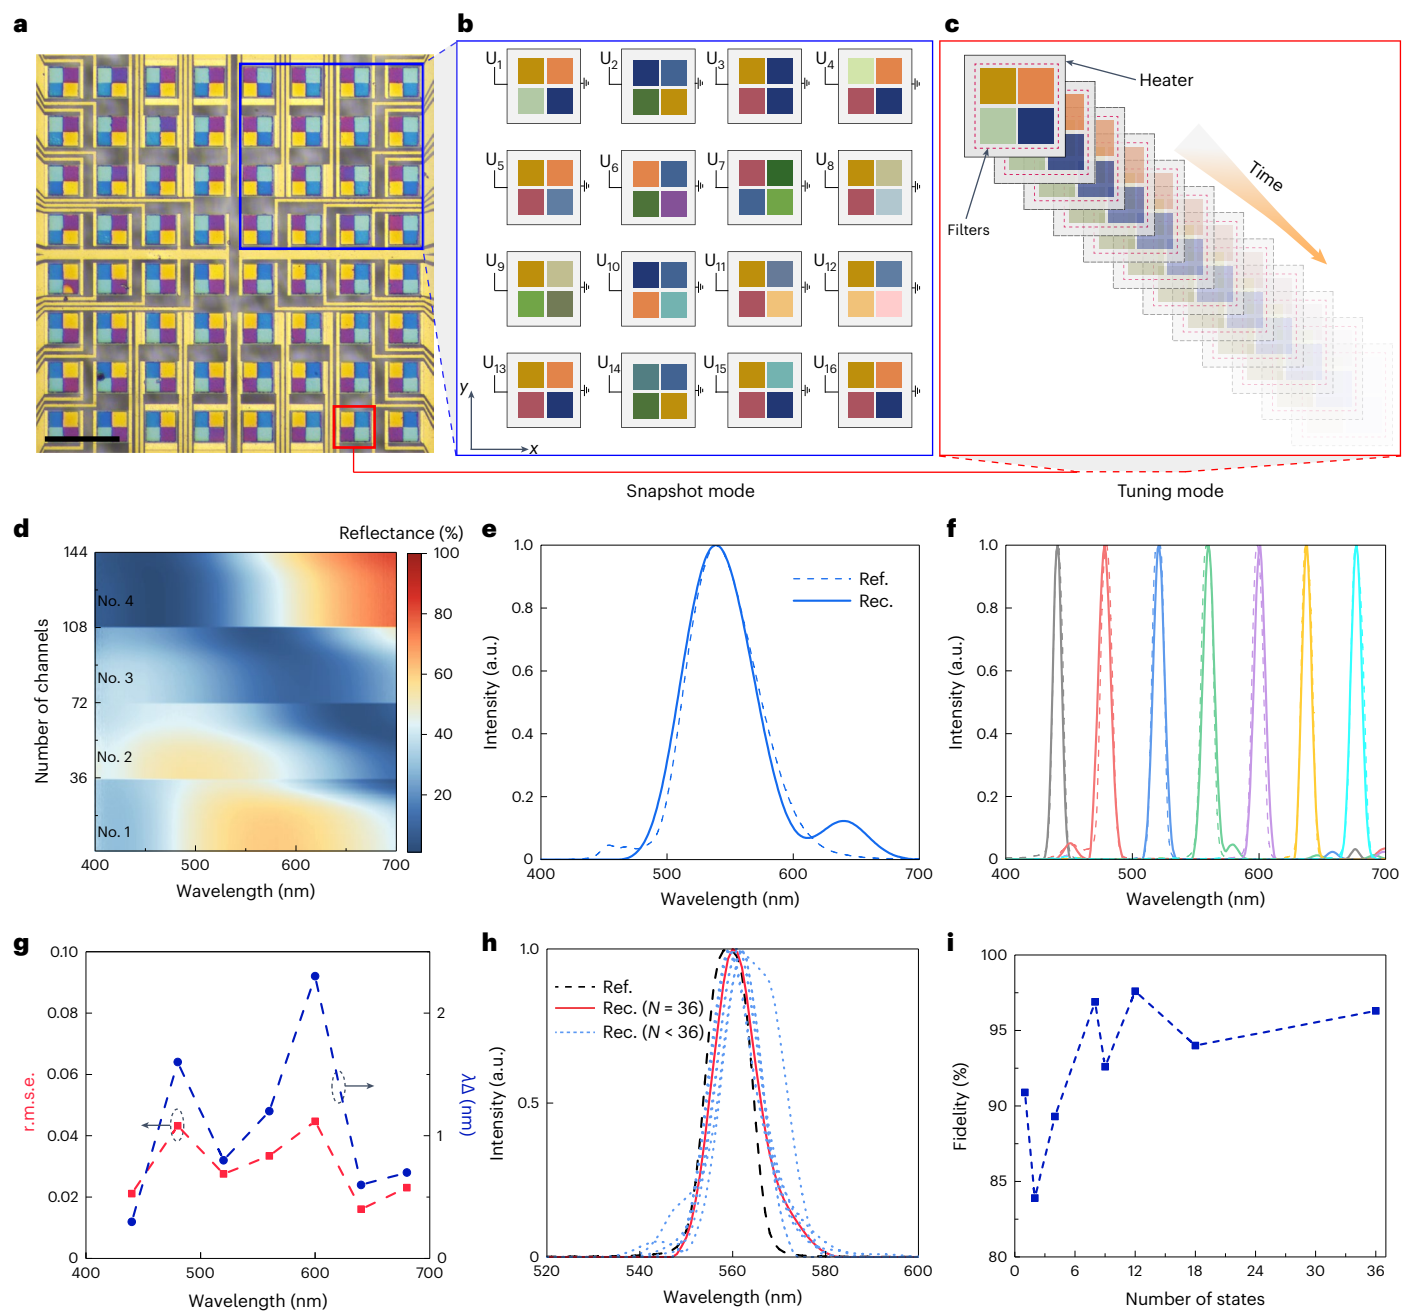 a
b
c
U1
U2
U3
U4
U5
U6
U7
U8
U9
U10
U11
U12
U13
U14
U15
U16
y
x
Heater
Time
Filters
Snapshot mode
Tuning mode
d
Reflectance (%)
144
108
72
36
No. 4
No. 3
No. 2
No. 1
Number of channels
400 500 600 700
Wavelength (nm)
100
80
60
40
20
e
1.0
0.8
0.6
0.4
0.2
0
Intensity (a.u.)
Ref.
Rec.
400 500 600 700
Wavelength (nm)
f
1.0
0.8
0.6
0.4
0.2
0
Intensity (a.u.)
400 500 600 700
Wavelength (nm)
g
0.10
0.08
0.06
0.04
0.02
0
r.m.s.e.
2
1
0
λΔ (nm)
400 500 600 700
Wavelength (nm)
h
1.0
0.5
0
Intensity (a.u.)
Ref.
Rec. (N = 36)
Rec. (N < 36)
520 540 560 580 600
Wavelength (nm)
i
100
95
90
85
80
Fidelity (%)
0 6 12 18 24 30 36
Number of states